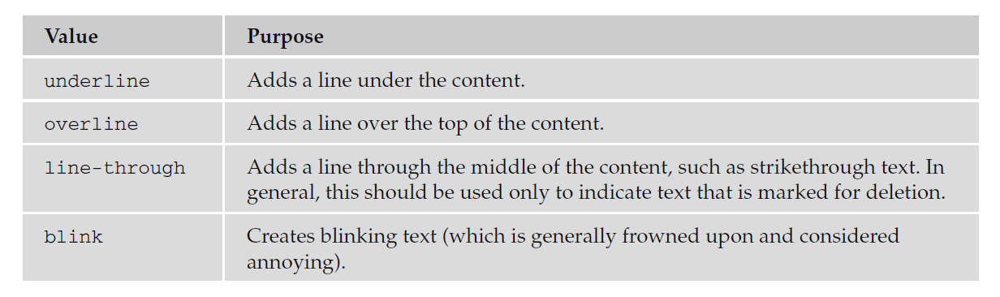 Value Purpose
underline Adds a line under the content.
overline Adds a line over the top of the content.
line-through Adds a line through the middle of the content, such as strikethrough text. In
general, this should be used only to indicate text that is marked for deletion.
blink Creates blinking text (which is generally frowned upon and considered
annoying).